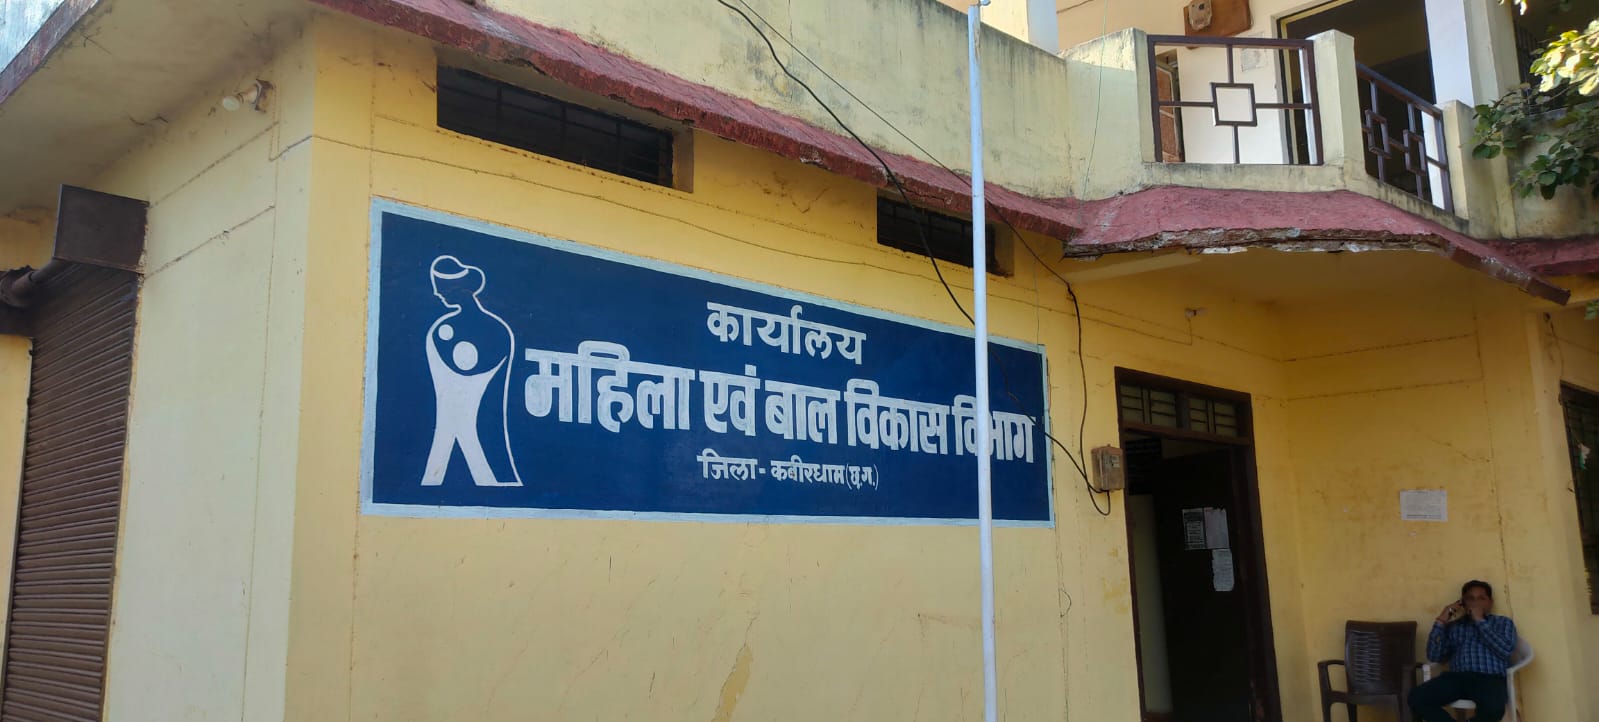 कार्यालय
महिला एवं बाल विकास विभाग
जिला - कबीरधाम (छ.ग.)